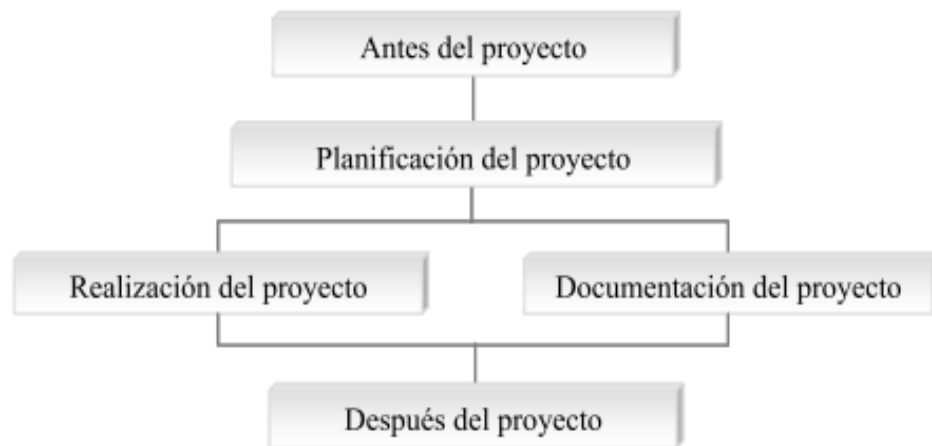 Antes del proyecto
Planificación del proyecto
Realización del proyecto
Documentación del proyecto
Después del proyecto